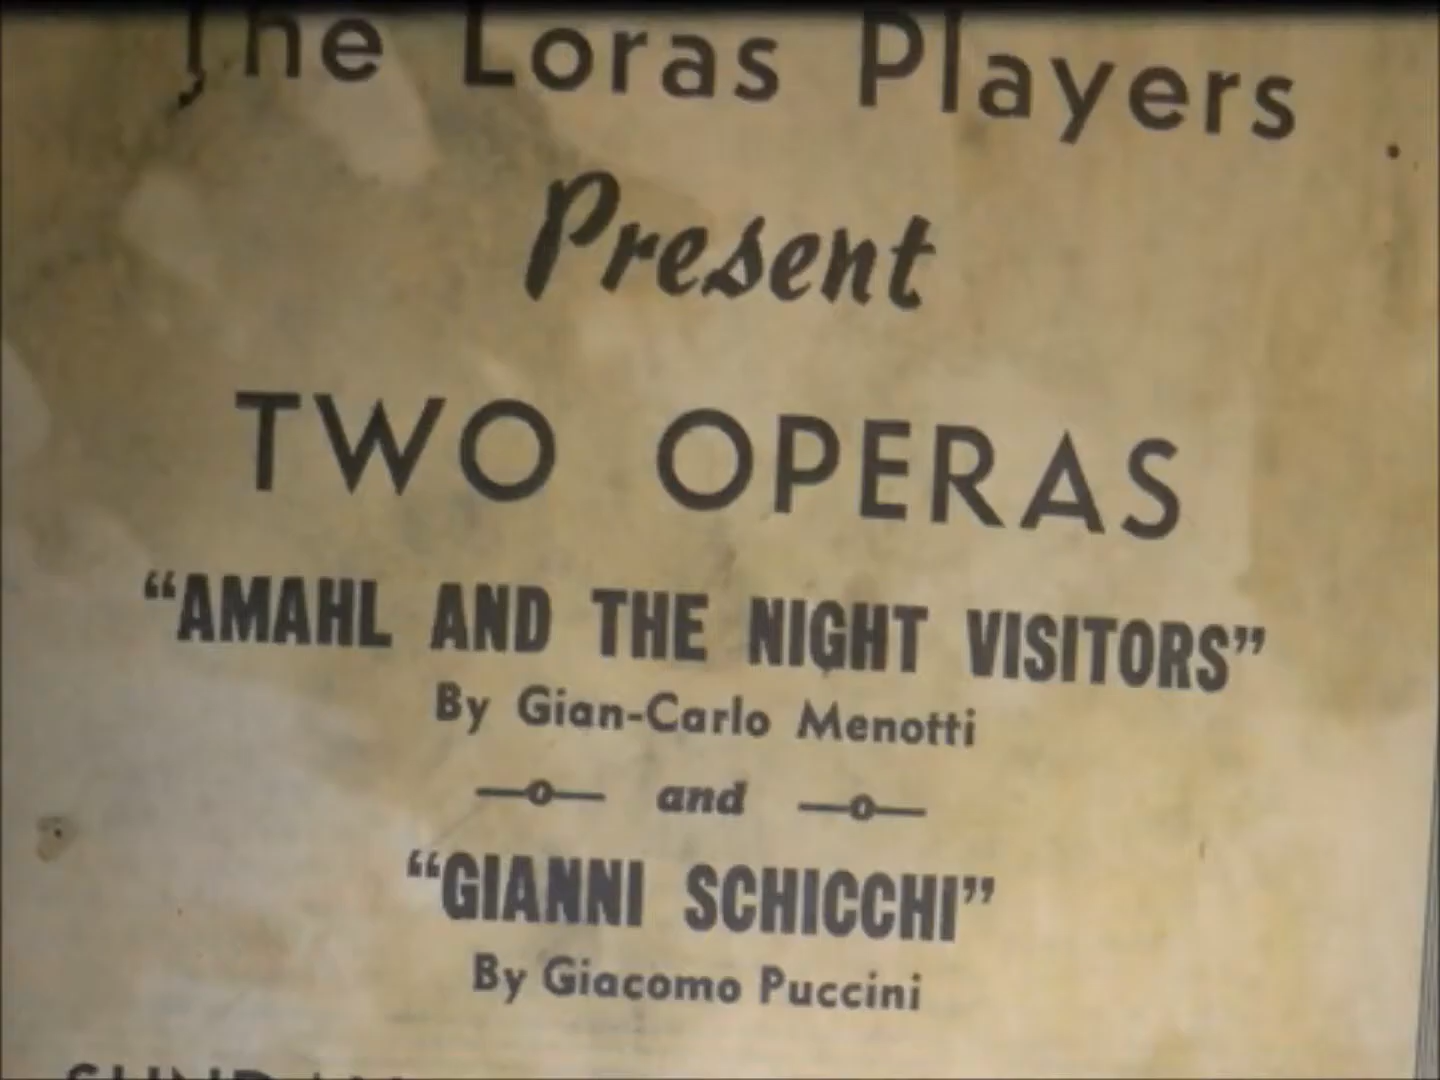 The Loras Players
Present
TWO OPERAS
“AMAHL AND THE NIGHT VISITORS”
By Gian-Carlo Menotti
—o— and —o—
“GIANNI SCHICCHI”
By Giacomo Puccini